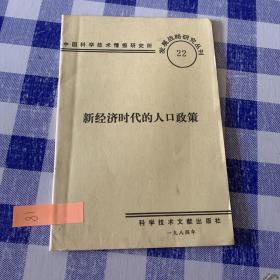 中国科学技术情报研究所
发展战略研究丛刊
22
新经济时代的人口政策
科学技术文献出版社
一九八四年